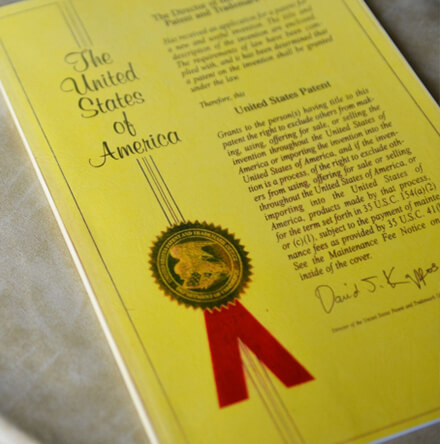 The
United
States
of
America
The Director of the
Patent and Trademark
Has received an application for a patent for
a new and useful invention. The title and
description of the invention are enclosed.
The requirements of law have been com-
plied with, and it has been determined that
a patent on the invention shall be granted
under the law.
Therefore, this
United States Patent
Grants to the person(s) having title to this
patent the right to exclude others from mak-
ing, using, offering for sale, or selling the
invention throughout the United States of
America or importing the invention into the
United States of America, and if the inven-
tion is a process, of the right to exclude oth-
ers from using, offering for sale or selling
throughout the United States of America, or
importing into the United States of
America, products made by that process,
for the term set forth in 35 U.S.C. 154(a)(2)
or (c)(1), subject to the payment of mainte-
nance fees as provided by 35 U.S.C. 41(
See the Maintenance Fee Notice on
inside of the cover.
David J. Kappos
Director of the United States Patent and Trademark